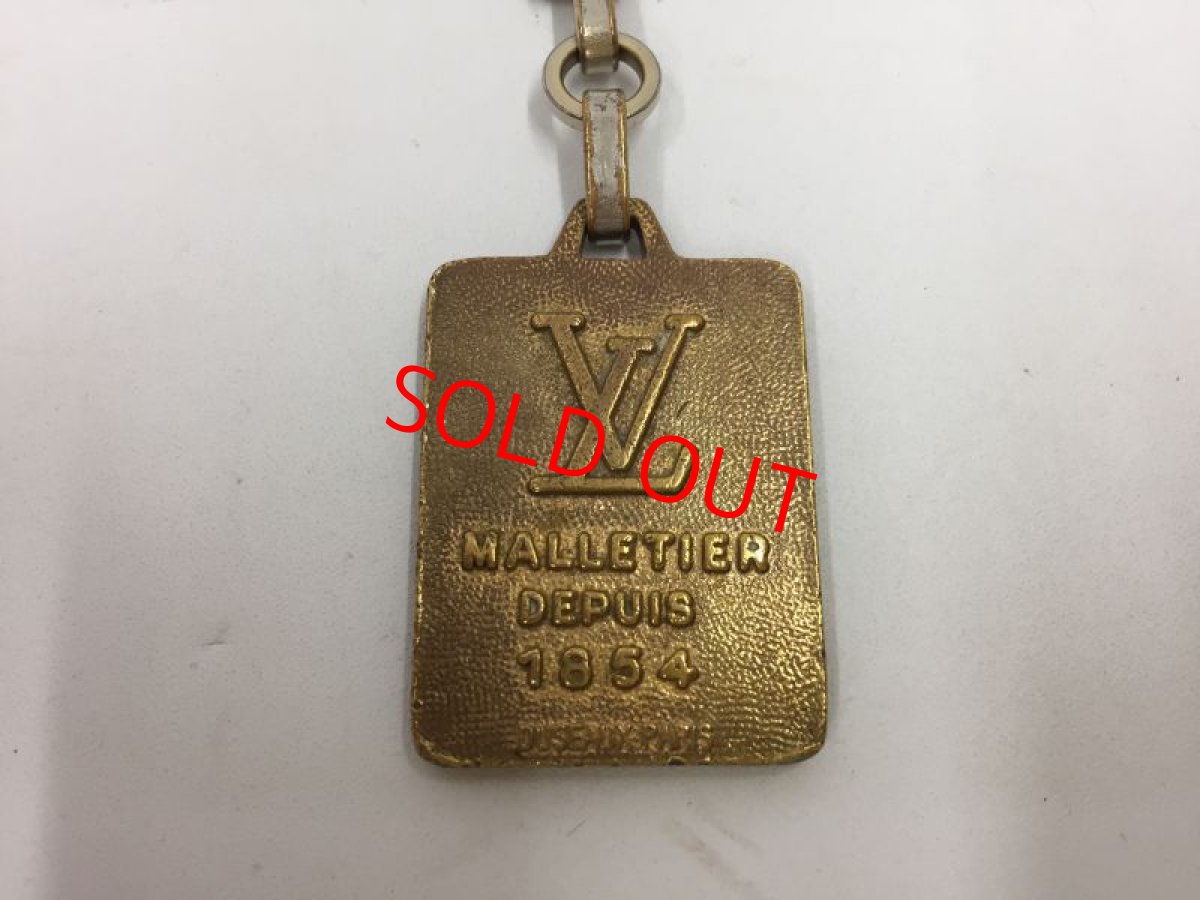 LV
SOLD OUT
MALLETIER
DEPUIS
1854